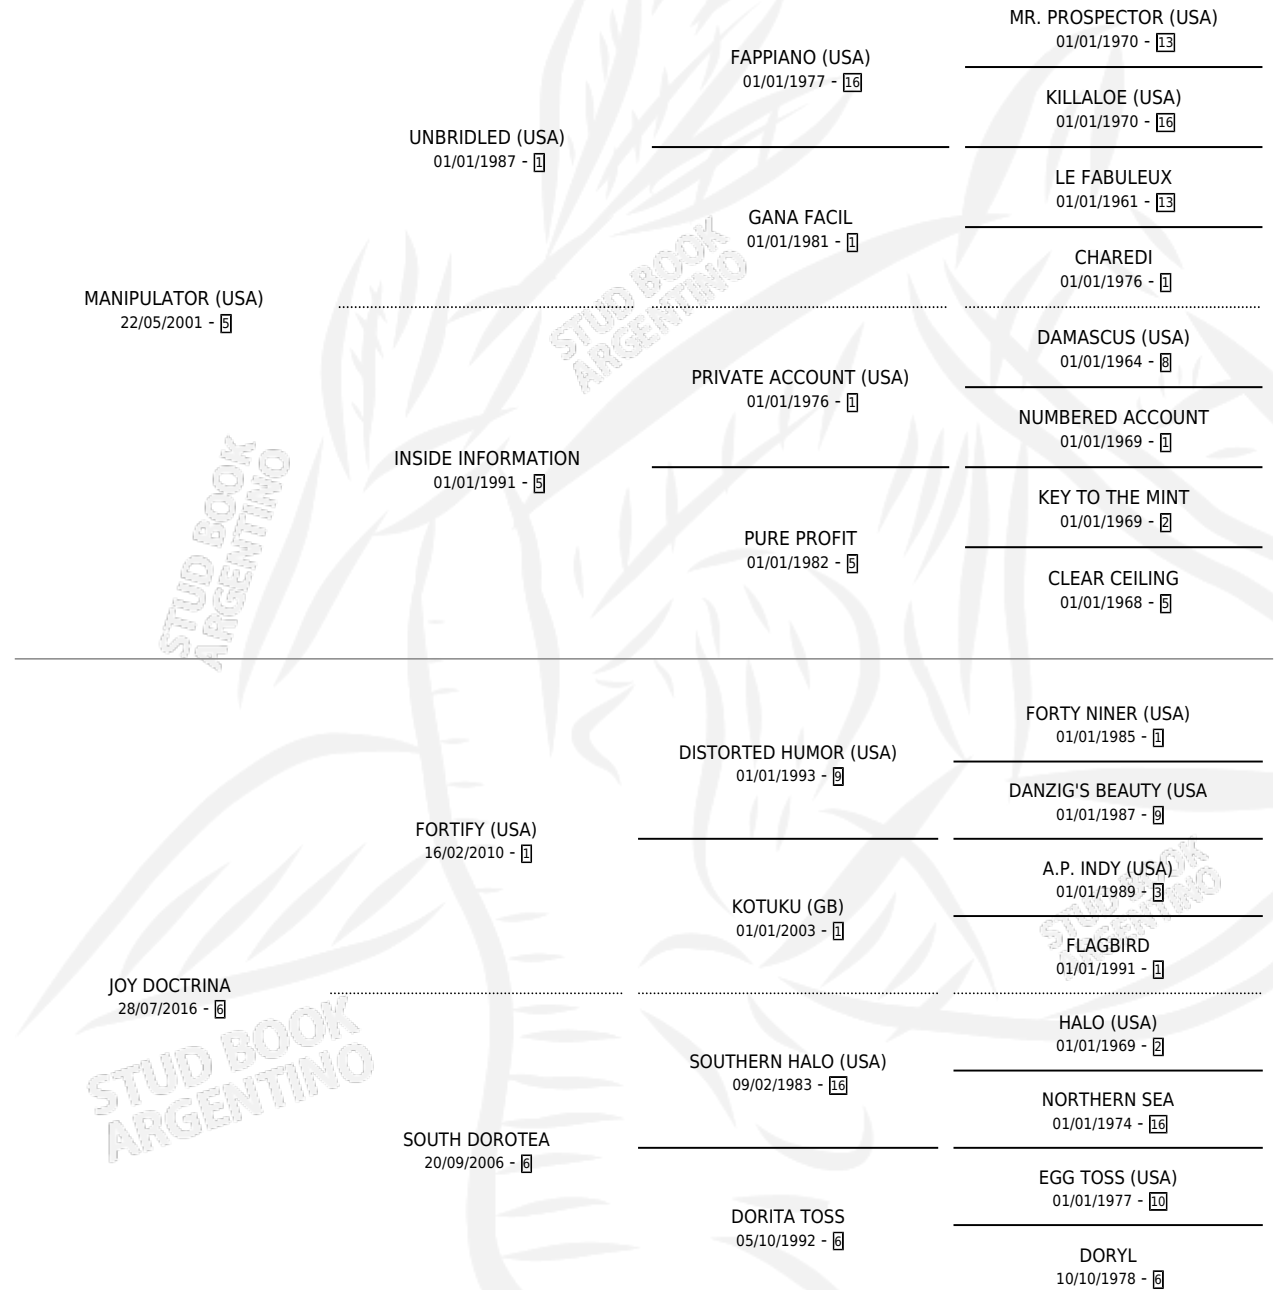 MR. PROSPECTOR (USA)
01/01/1970 - 13
FAPPIANO (USA)
01/01/1977 - 16
KILLALOE (USA)
01/01/1970 - 16
UNBRIDLED (USA)
01/01/1987 - 1
LE FABULEUX
01/01/1961 - 13
GANA FACIL
01/01/1981 - 1
CHAREDI
01/01/1976 - 1
MANIPULATOR (USA)
22/05/2001 - 5
DAMASCUS (USA)
01/01/1964 - 8
PRIVATE ACCOUNT (USA)
01/01/1976 - 1
NUMBERED ACCOUNT
01/01/1969 - 1
INSIDE INFORMATION
01/01/1991 - 5
KEY TO THE MINT
01/01/1969 - 2
PURE PROFIT
01/01/1982 - 5
CLEAR CEILING
01/01/1968 - 5
STUD BOOK
ARGENTINO
STUD BOOK
ARGENTINO
FORTY NINER (USA)
01/01/1985 - 1
DISTORTED HUMOR (USA)
01/01/1993 - 9
DANZIG'S BEAUTY (USA
01/01/1987 - 9
FORTIFY (USA)
16/02/2010 - 1
A.P. INDY (USA)
01/01/1989 - 3
KOTUKU (GB)
01/01/2003 - 1
FLAGBIRD
01/01/1991 - 1
STUD BOOK
ARGENTINO
JOY DOCTRINA
28/07/2016 - 6
HALO (USA)
01/01/1969 - 2
SOUTHERN HALO (USA)
09/02/1983 - 16
NORTHERN SEA
01/01/1974 - 16
SOUTH DOROTEA
20/09/2006 - 6
EGG TOSS (USA)
01/01/1977 - 10
DORITA TOSS
05/10/1992 - 6
DORYL
10/10/1978 - 6
STUD BOOK
ARGENTINO